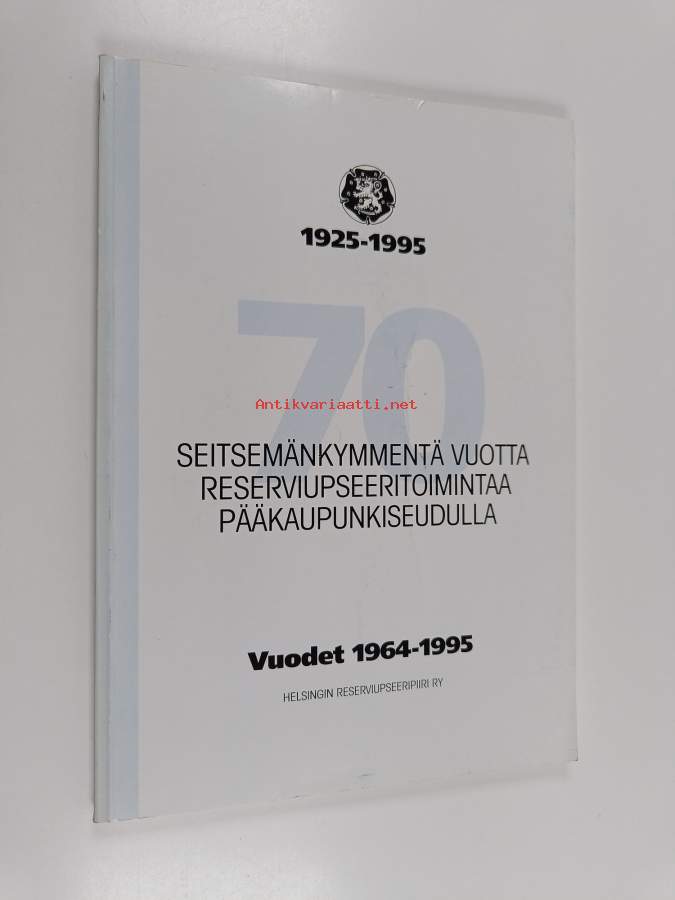 1925-1995
70
Antikvariaatti.net
SEITSEMÄNKYMMENTÄ VUOTTA
RESERVIUPSEERITOIMINTAA
PÄÄKAUPUNKISEUDULLA
Vuodet 1964-1995
HELSINGIN RESERVIUPSEERIPIIRI RY